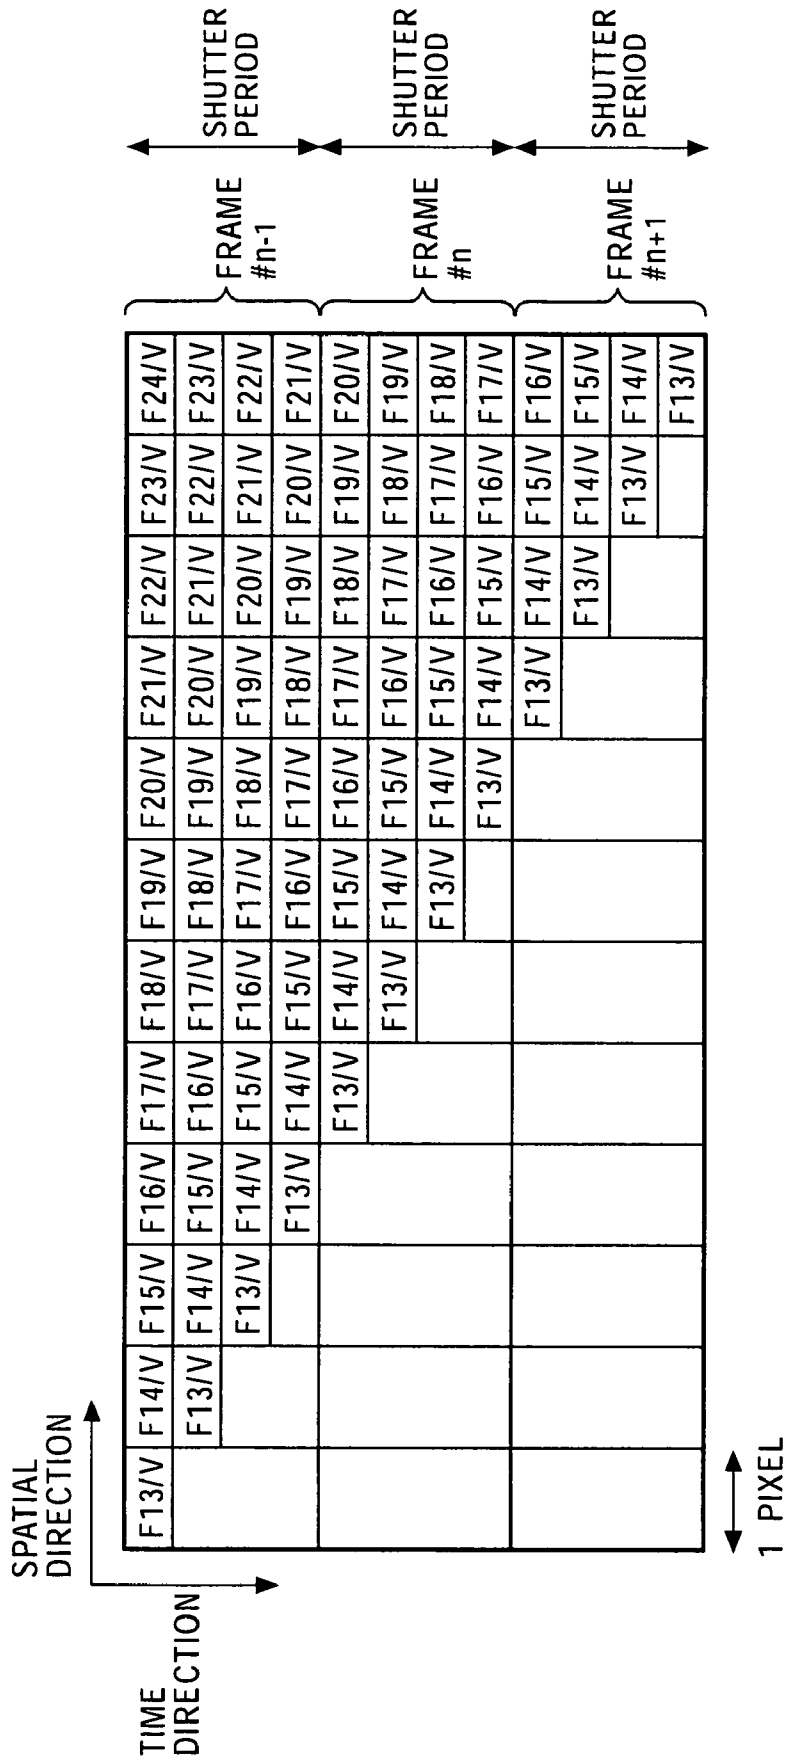 SPATIAL
DIRECTION
TIME
DIRECTION
F13/V F14/V F15/V F16/V F17/V F18/V F19/V F20/V F21/V F22/V F23/V F24/V
F13/V F14/V F15/V F16/V F17/V F18/V F19/V F20/V F21/V F22/V F23/V
F13/V F14/V F15/V F16/V F17/V F18/V F19/V F20/V F21/V F22/V
F13/V F14/V F15/V F16/V F17/V F18/V F19/V F20/V F21/V
FRAME
#n-1
SHUTTER
PERIOD
F13/V F14/V F15/V F16/V F17/V F18/V F19/V F20/V
F13/V F14/V F15/V F16/V F17/V F18/V F19/V
F13/V F14/V F15/V F16/V F17/V F18/V
F13/V F14/V F15/V F16/V F17/V
FRAME
#n
SHUTTER
PERIOD
F13/V F14/V F15/V F16/V
F13/V F14/V F15/V
F13/V F14/V
F13/V
FRAME
#n+1
SHUTTER
PERIOD
1 PIXEL